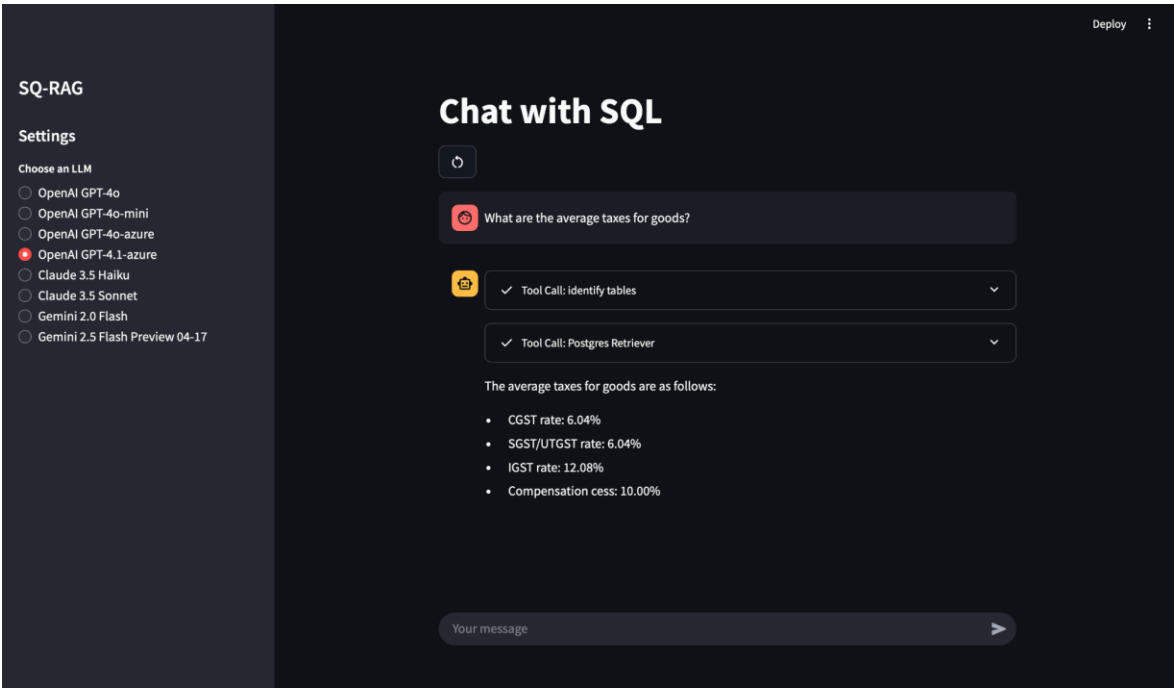 Deploy
SQ-RAG
Settings
Choose an LLM
OpenAI GPT-4o
OpenAI GPT-4o-mini
OpenAI GPT-4o-azure
OpenAI GPT-4.1-azure
Claude 3.5 Haiku
Claude 3.5 Sonnet
Gemini 2.0 Flash
Gemini 2.5 Flash Preview 04-17
Chat with SQL
What are the average taxes for goods?
Tool Call: identify tables
Tool Call: Postgres Retriever
The average taxes for goods are as follows:
• CGST rate: 6.04%
• SGST/UTGST rate: 6.04%
• IGST rate: 12.08%
• Compensation cess: 10.00%
Your message